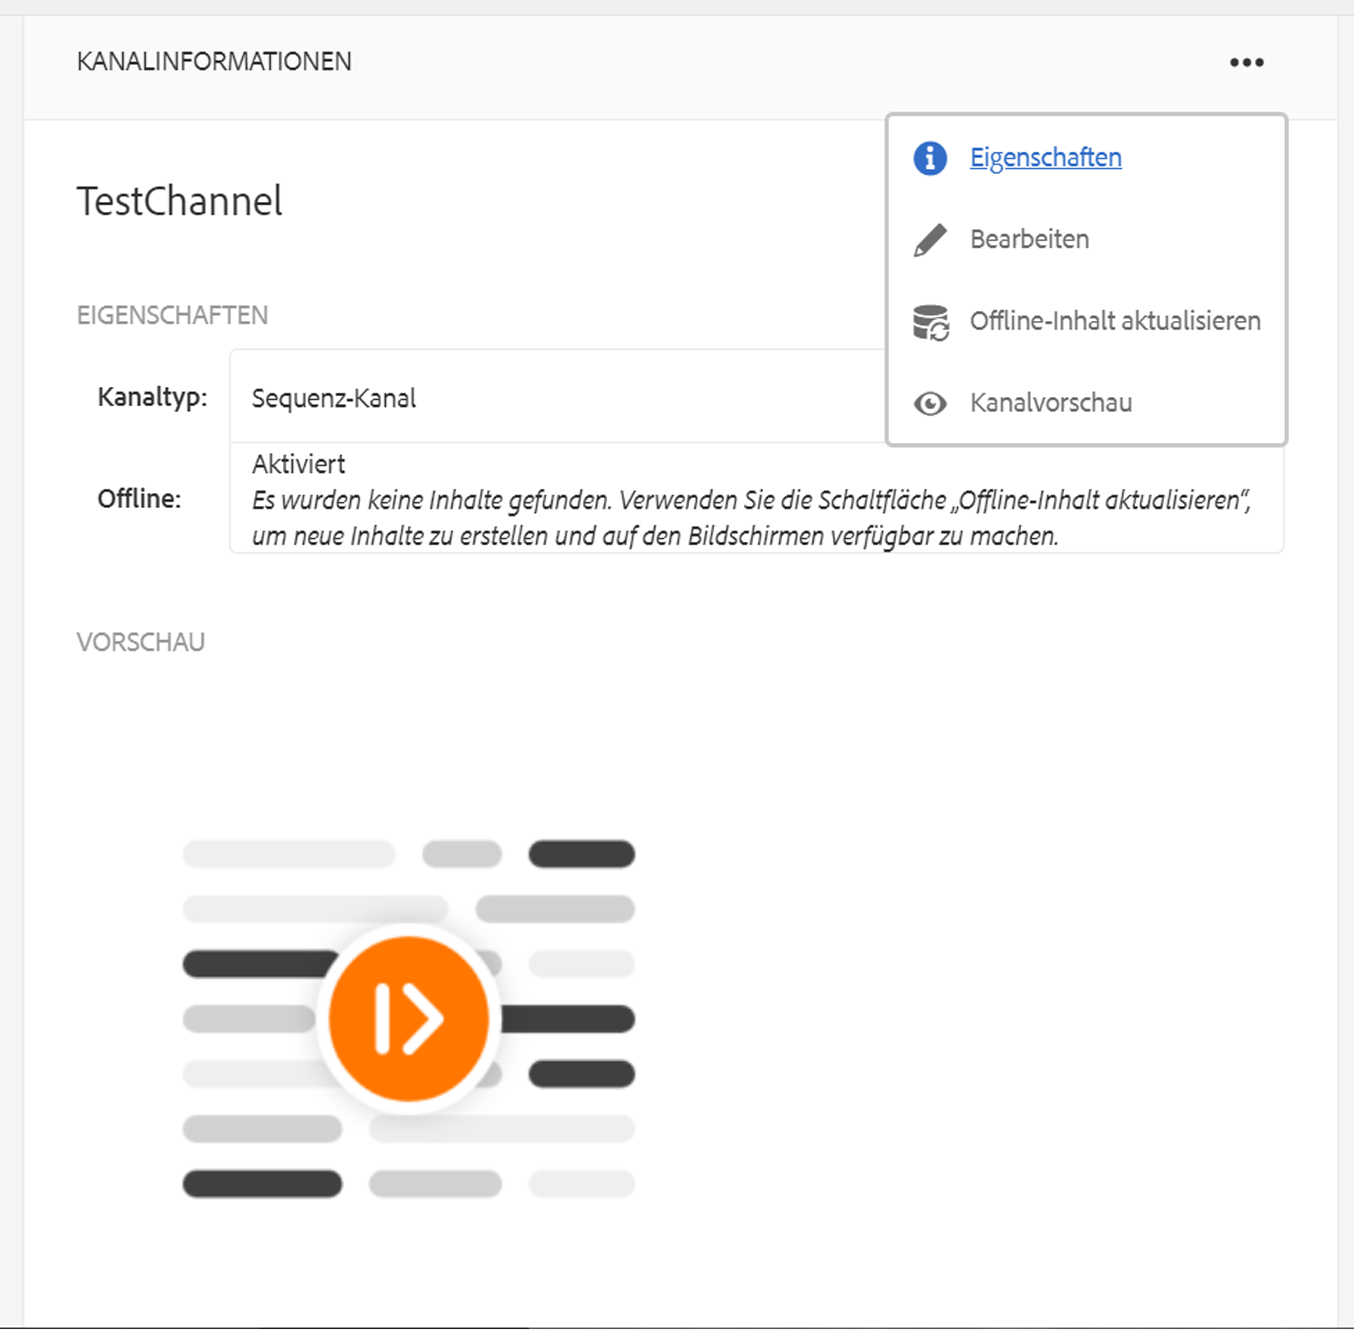 KANALINFORMATIONEN
Eigenschaften
TestChannel
Bearbeiten
EIGENSCHAFTEN
Offline-Inhalt aktualisieren
Kanaltyp:
Sequenz-Kanal
Kanalvorschau
Offline:
Aktiviert
Es wurden keine Inhalte gefunden. Verwenden Sie die Schaltfläche „Offline-Inhalt aktualisieren“,
um neue Inhalte zu erstellen und auf den Bildschirmen verfügbar zu machen.
VORSCHAU